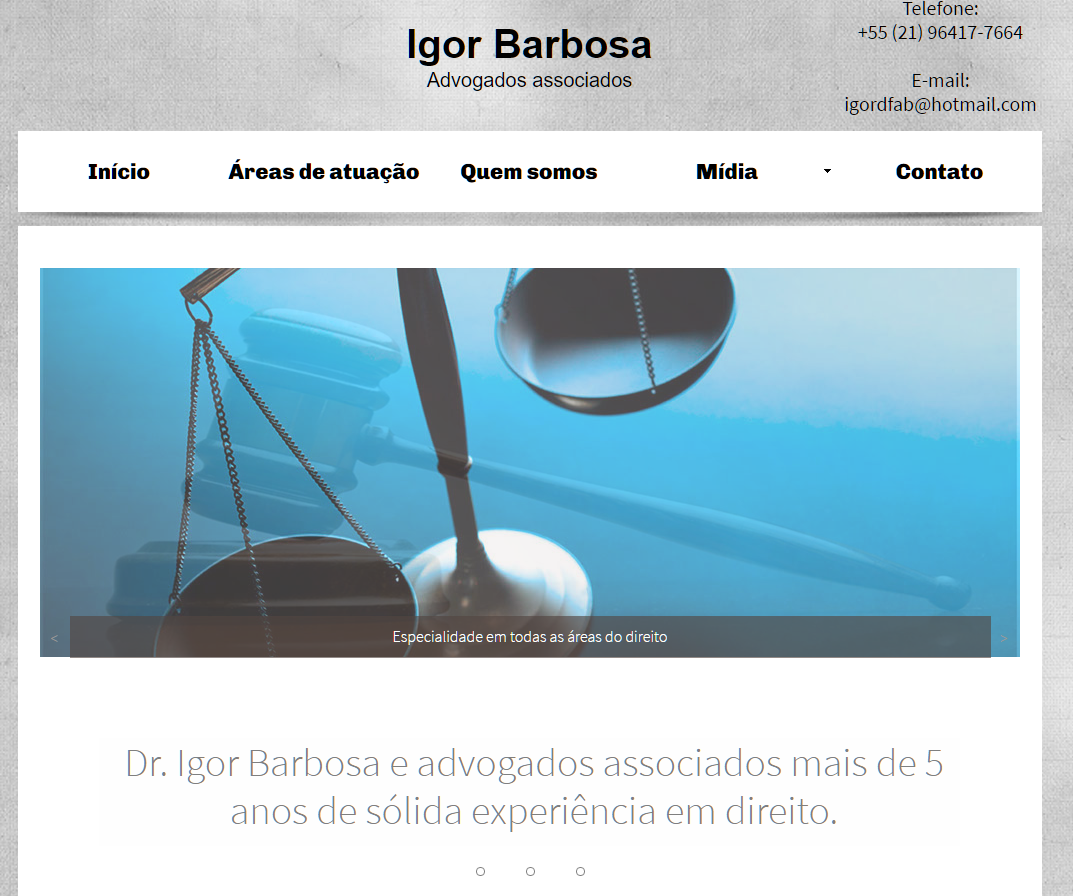 Telefone:
+55 (21) 96417-7664
Igor Barbosa
Advogados associados
E-mail:
igordfab@hotmail.com
Início
Áreas de atuação
Quem somos
Mídia
Contato
<
Especialidade em todas as áreas do direito
>
Dr. Igor Barbosa e advogados associados mais de 5
anos de sólida experiência em direito.